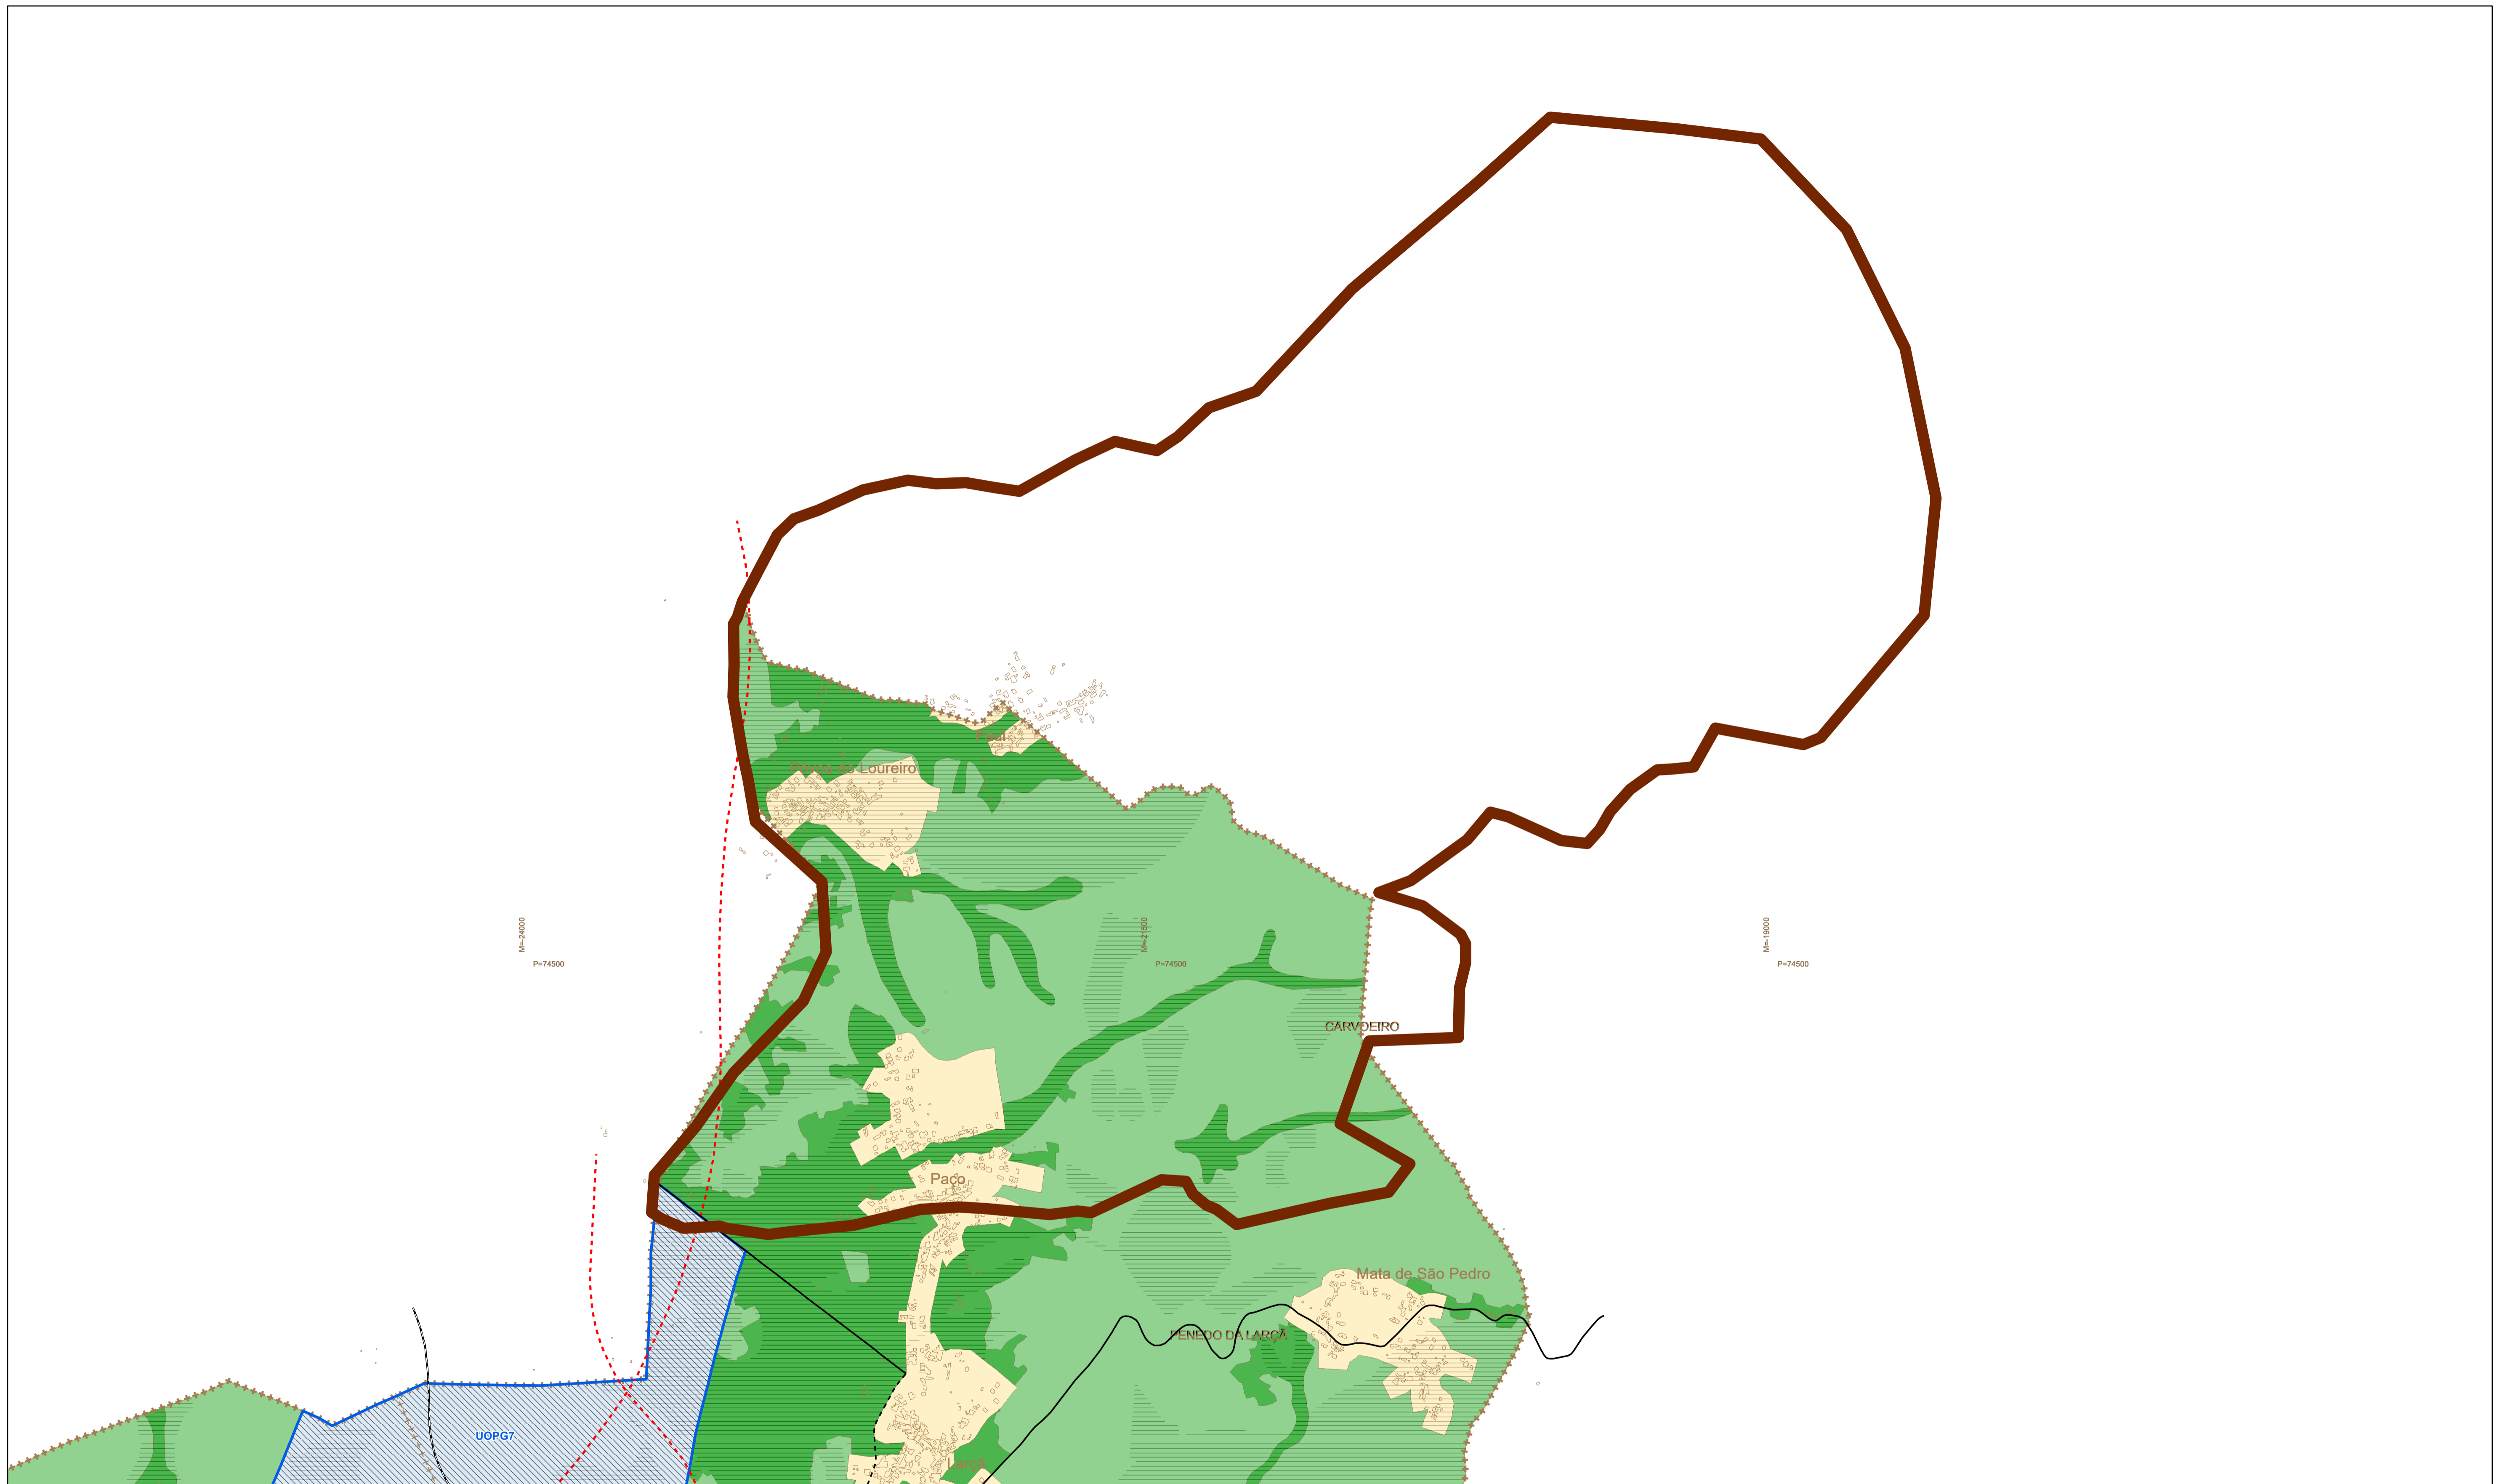 Pisão
Póvoa do Loureiro
M=-24000
M=-21500
M=-19000
P=74500
P=74500
P=74500
CARVOEIRO
Paço
Mata de São Pedro
PENEDO DA LARÇÃ
UOPG7
Larçã